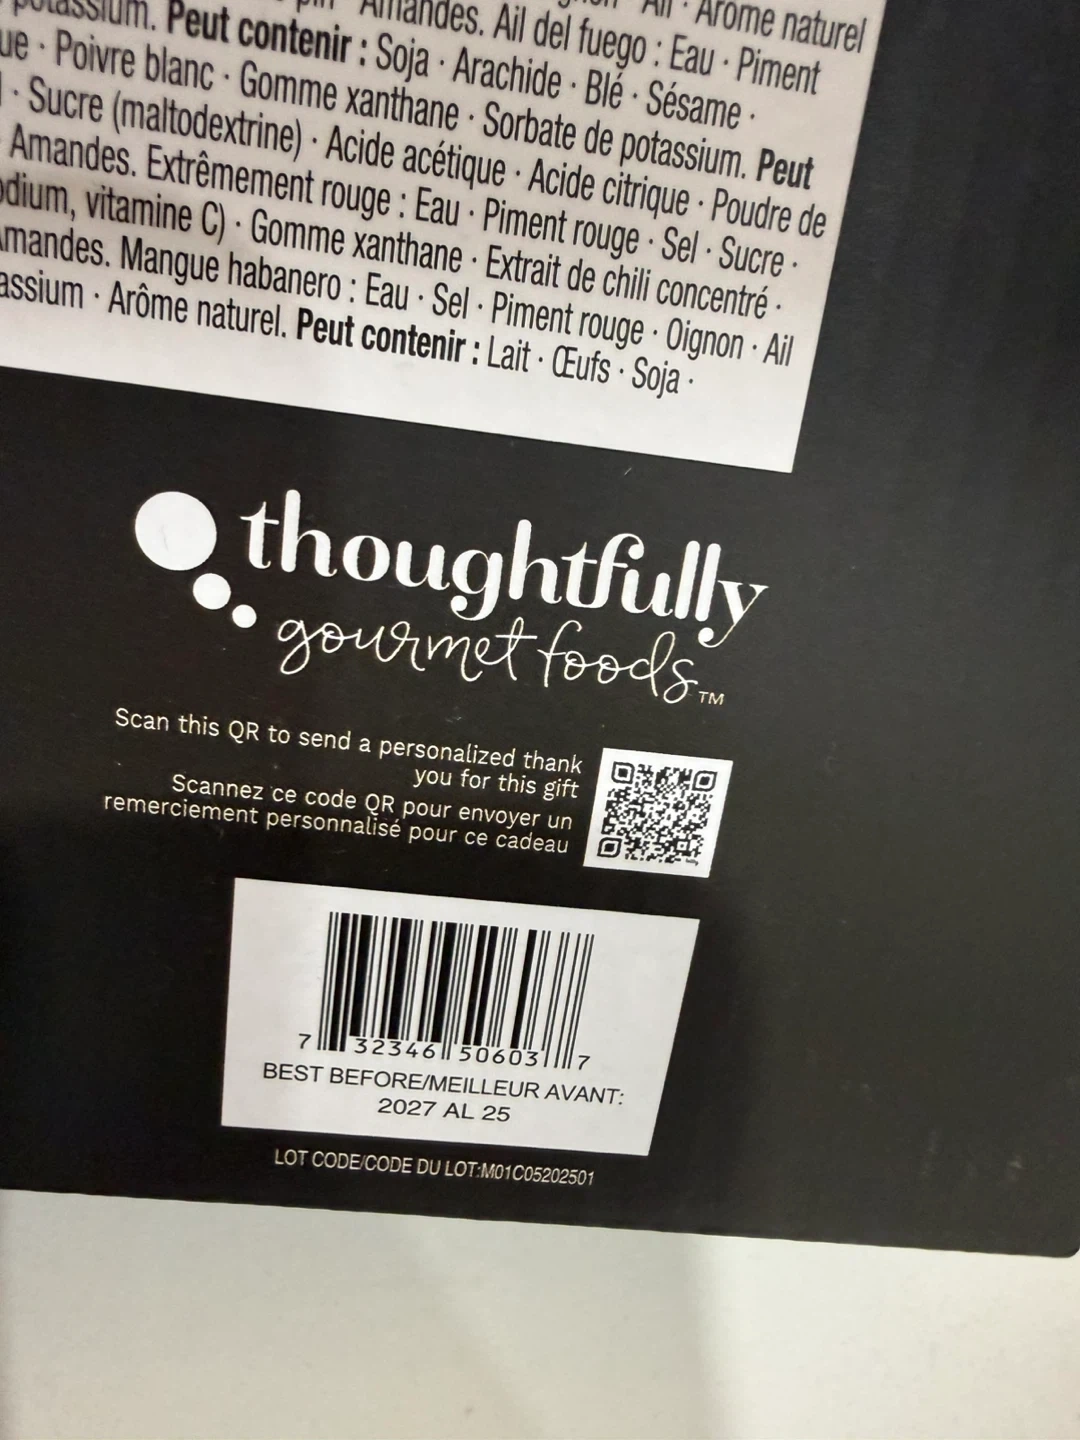 potassium. Peut contenir : Soja · Arachide · Blé · Sésame ·
Amandes. Ail del fuego : Eau · Piment
Ail · Arôme naturel
· Poivre blanc · Gomme xanthane · Sorbate de potassium. Peut
· Sucre (maltodextrine) · Acide acétique · Acide citrique · Poudre de
Amandes. Extrêmement rouge : Eau · Piment rouge · Sel · Sucre ·
vitamine C) · Gomme xanthane · Extrait de chili concentré ·
Amandes. Mangue habanero : Eau · Sel · Piment rouge · Oignon · Ail
· Arôme naturel. Peut contenir : Lait · Œufs · Soja ·
thoughtfully
gourmet foods™
Scan this QR to send a personalized thank
you for this gift
Scannez ce code QR pour envoyer un
remerciement personnalisé pour ce cadeau
7 32346 50603 7
BEST BEFORE/MEILLEUR AVANT:
2027 AL 25
LOT CODE/CODE DU LOT:M01C05202501